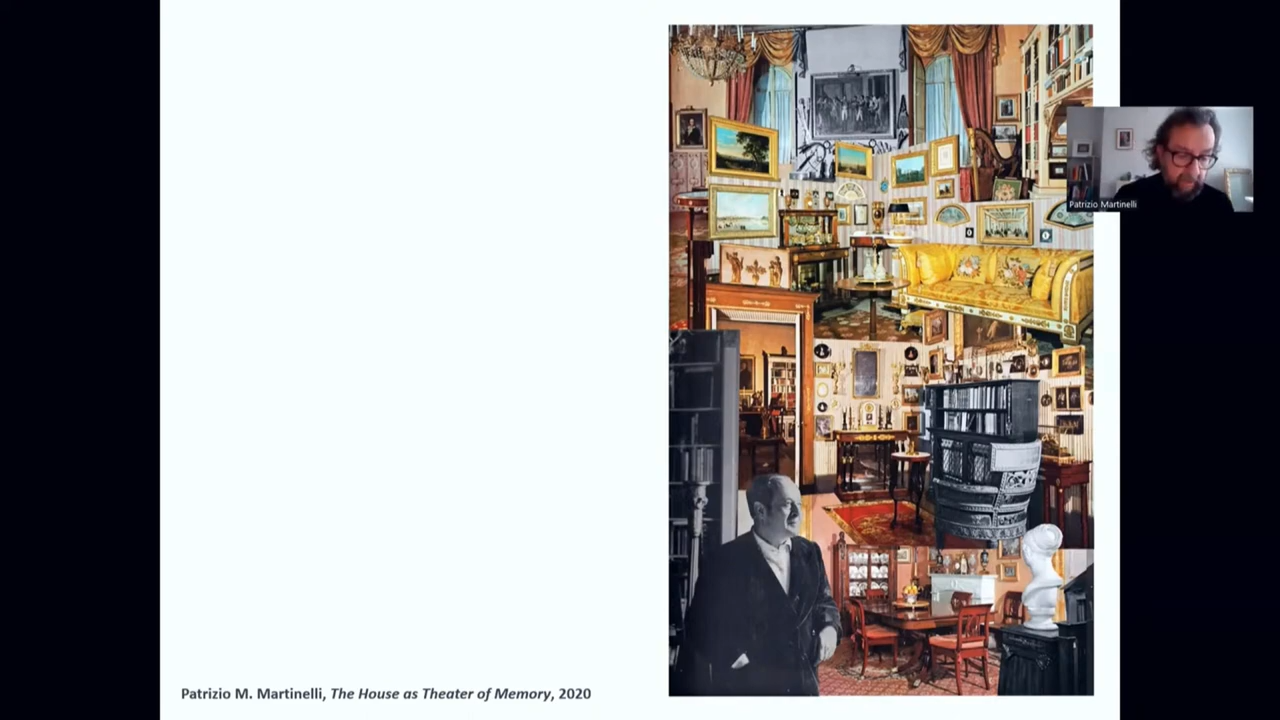 Patrizio Martinelli
Patrizio M. Martinelli, The House as Theater of Memory, 2020